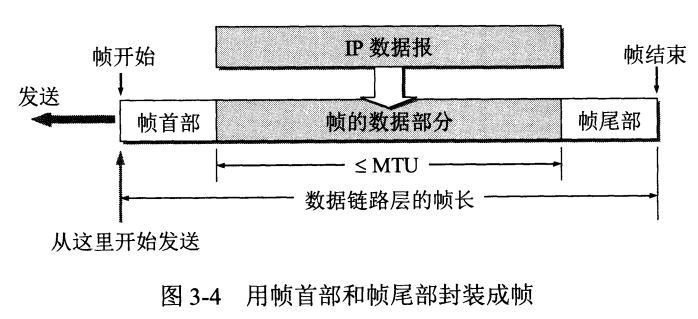 IP 数据报
帧开始
帧结束
发送
帧首部
帧的数据部分
帧尾部
≤ MTU
数据链路层的帧长
从这里开始发送
图 3-4 用帧首部和帧尾部封装成帧